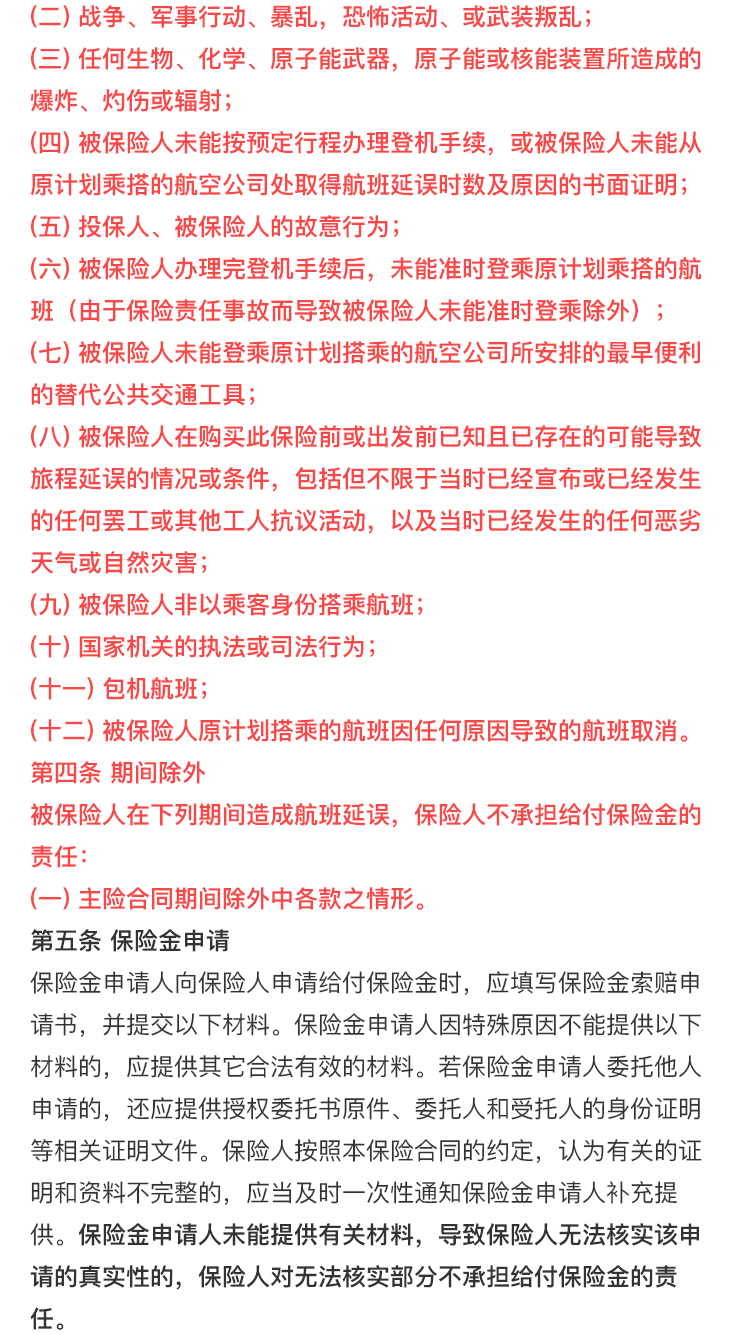 (二) 战争、军事行动、暴乱，恐怖活动、或武装叛乱；
(三) 任何生物、化学、原子能武器，原子能或核能装置所造成的
爆炸、灼伤或辐射；
(四) 被保险人未能按预定行程办理登机手续，或被保险人未能从
原计划乘搭的航空公司处取得航班延误时数及原因的书面证明；
(五) 投保人、被保险人的故意行为；
(六) 被保险人办理完登机手续后，未能准时登乘原计划乘搭的航
班（由于保险责任事故而导致被保险人未能准时登乘除外）；
(七) 被保险人未能登乘原计划搭乘的航空公司所安排的最早便利
的替代公共交通工具；
(八) 被保险人在购买此保险前或出发前已知且已存在的可能导致
旅程延误的情况或条件，包括但不限于当时已经宣布或已经发生
的任何罢工或其他工人抗议活动，以及当时已经发生的任何恶劣
天气或自然灾害；
(九) 被保险人非以乘客身份搭乘航班；
(十) 国家机关的执法或司法行为；
(十一) 包机航班；
(十二) 被保险人原计划搭乘的航班因任何原因导致的航班取消。
第四条 期间除外
被保险人在下列期间造成航班延误，保险人不承担给付保险金的
责任：
(一) 主险合同期间除外中各款之情形。
第五条 保险金申请
保险金申请人向保险人申请给付保险金时，应填写保险金索赔申
请书，并提交以下材料。保险金申请人因特殊原因不能提供以下
材料的，应提供其它合法有效的材料。若保险金申请人委托他人
申请的，还应提供授权委托书原件、委托人和受托人的身份证明
等相关证明文件。保险人按照本保险合同的约定，认为有关的证
明和资料不完整的，应当及时一次性通知保险金申请人补充提
供。保险金申请人未能提供有关材料，导致保险人无法核实该申
请的真实性的，保险人对无法核实部分不承担给付保险金的责
任。